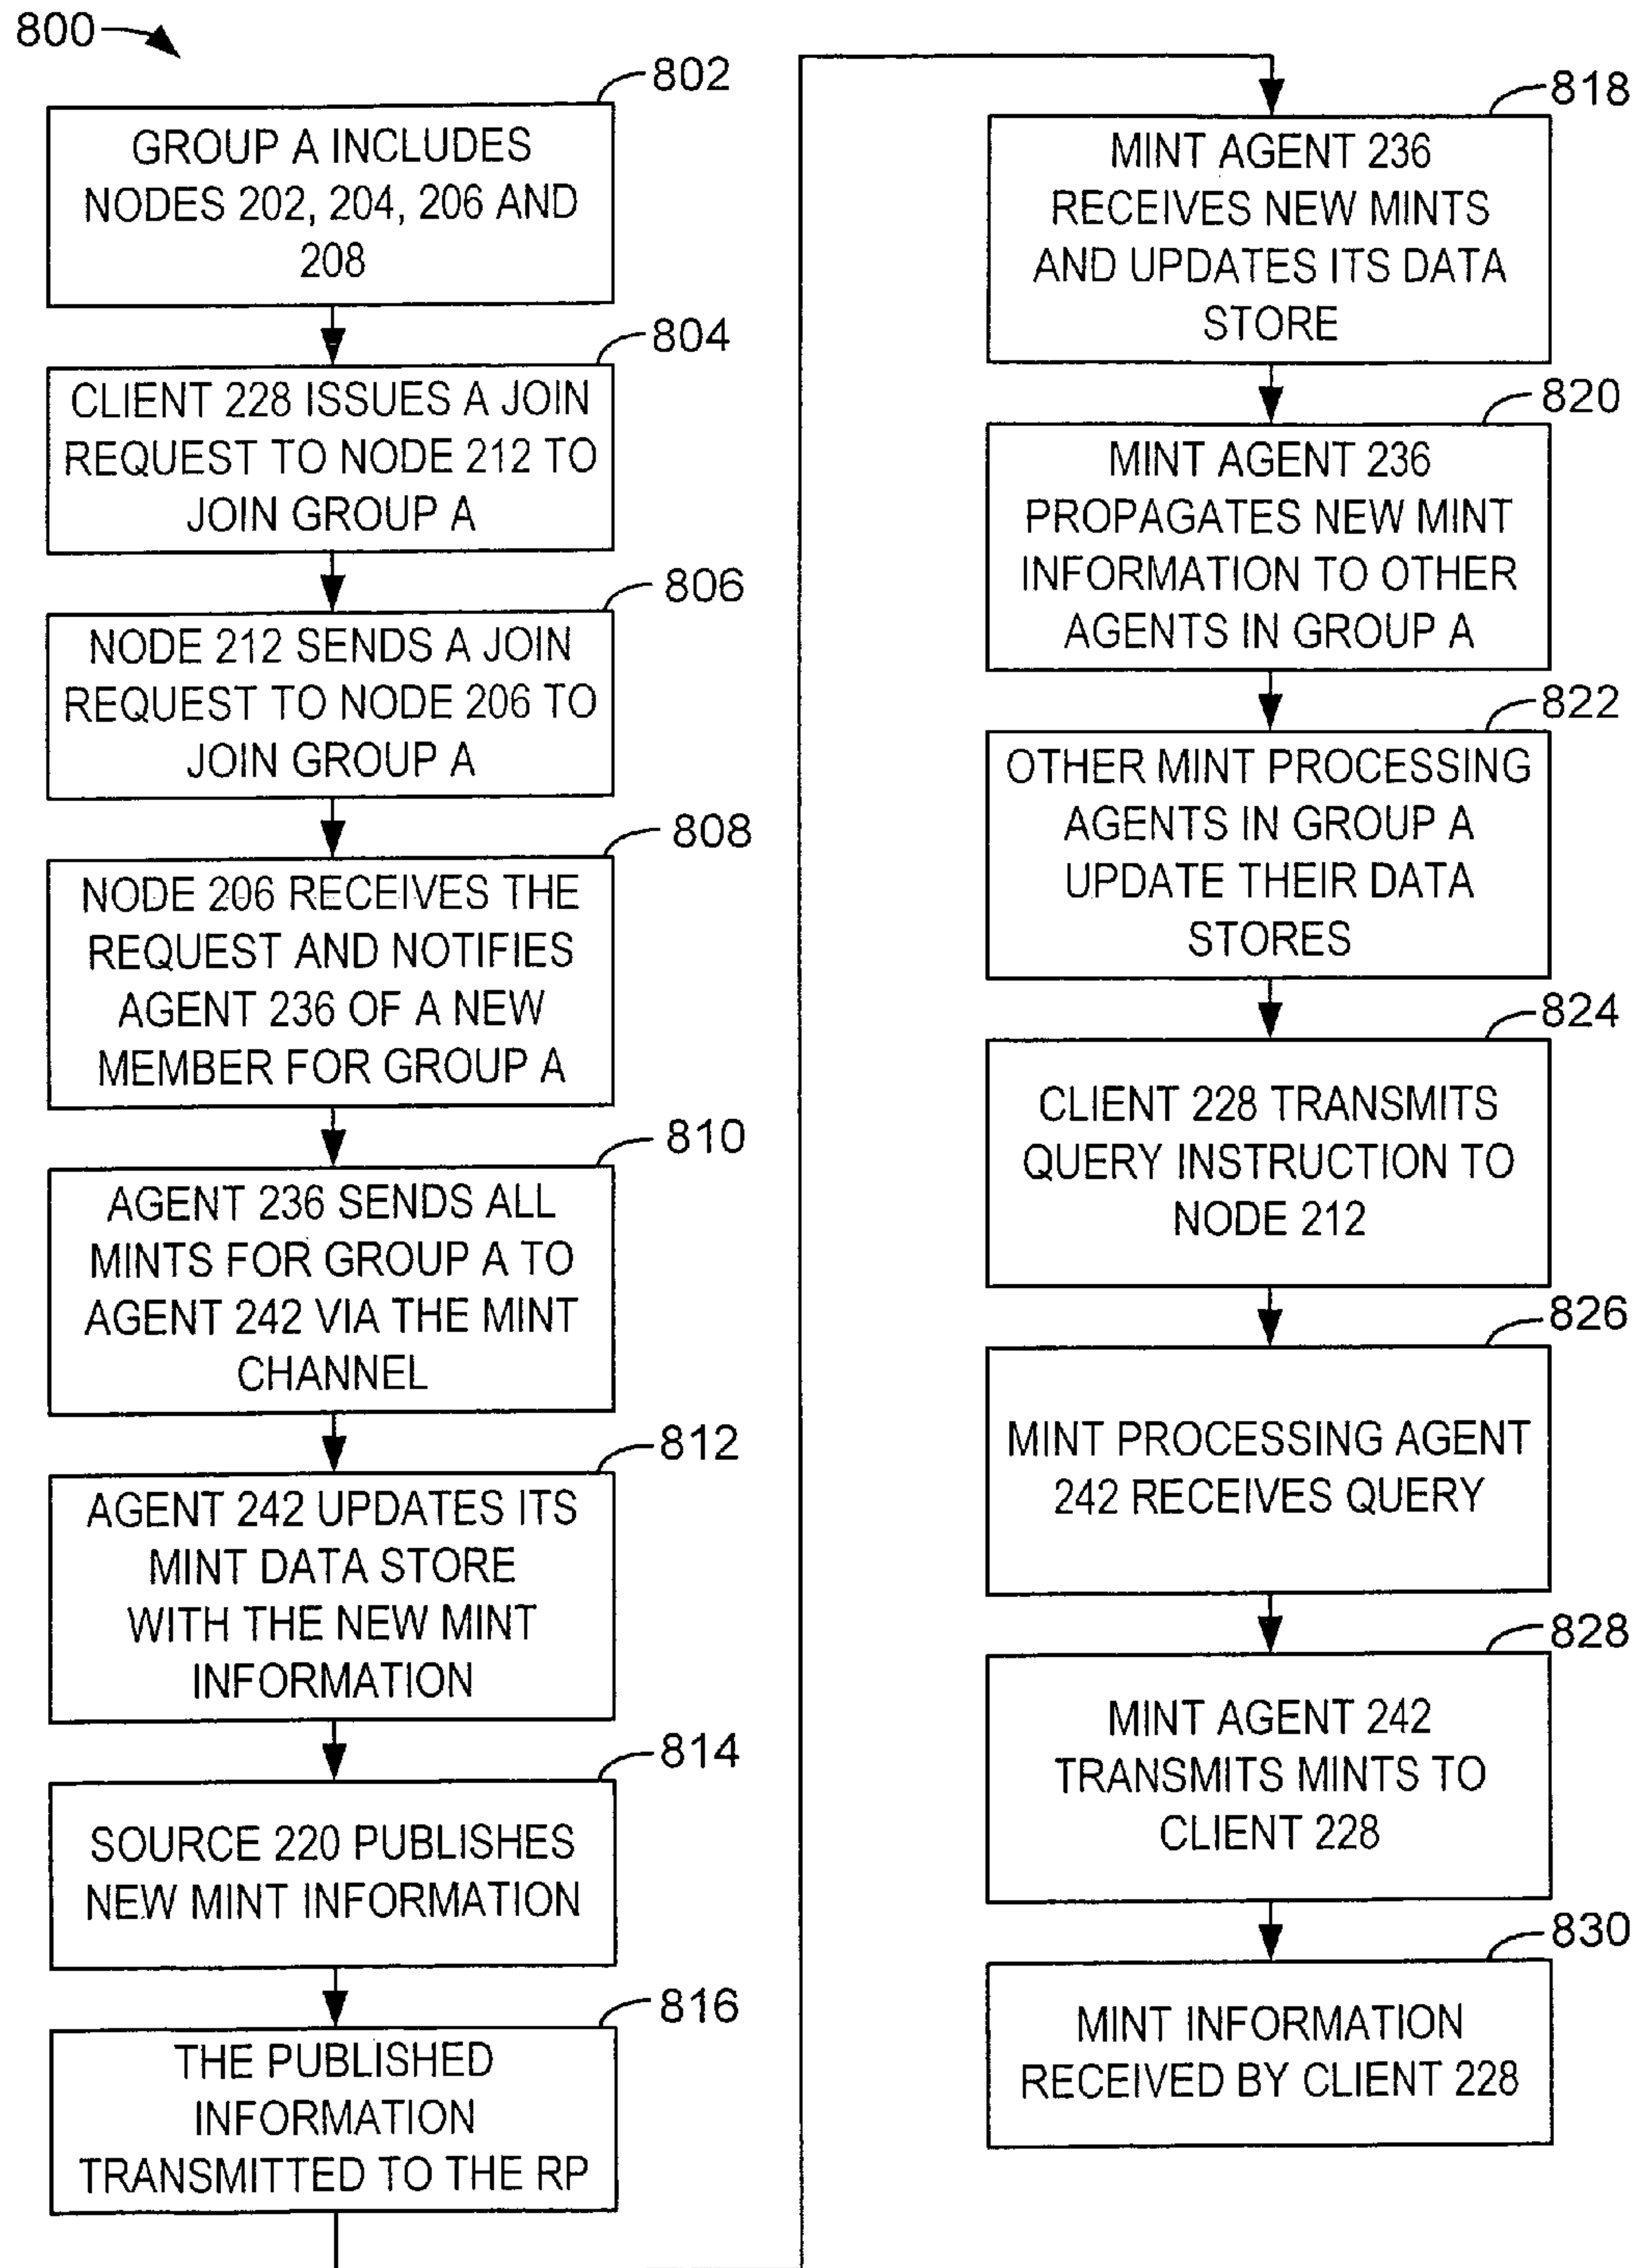 800
802
GROUP A INCLUDES
NODES 202, 204, 206 AND
208
804
CLIENT 228 ISSUES A JOIN
REQUEST TO NODE 212 TO
JOIN GROUP A
806
NODE 212 SENDS A JOIN
REQUEST TO NODE 206 TO
JOIN GROUP A
808
NODE 206 RECEIVES THE
REQUEST AND NOTIFIES
AGENT 236 OF A NEW
MEMBER FOR GROUP A
810
AGENT 236 SENDS ALL
MINTS FOR GROUP A TO
AGENT 242 VIA THE MINT
CHANNEL
812
AGENT 242 UPDATES ITS
MINT DATA STORE
WITH THE NEW MINT
INFORMATION
814
SOURCE 220 PUBLISHES
NEW MINT INFORMATION
816
THE PUBLISHED
INFORMATION
TRANSMITTED TO THE RP
818
MINT AGENT 236
RECEIVES NEW MINTS
AND UPDATES ITS DATA
STORE
820
MINT AGENT 236
PROPAGATES NEW MINT
INFORMATION TO OTHER
AGENTS IN GROUP A
822
OTHER MINT PROCESSING
AGENTS IN GROUP A
UPDATE THEIR DATA
STORES
824
CLIENT 228 TRANSMITS
QUERY INSTRUCTION TO
NODE 212
826
MINT PROCESSING AGENT
242 RECEIVES QUERY
828
MINT AGENT 242
TRANSMITS MINTS TO
CLIENT 228
830
MINT INFORMATION
RECEIVED BY CLIENT 228